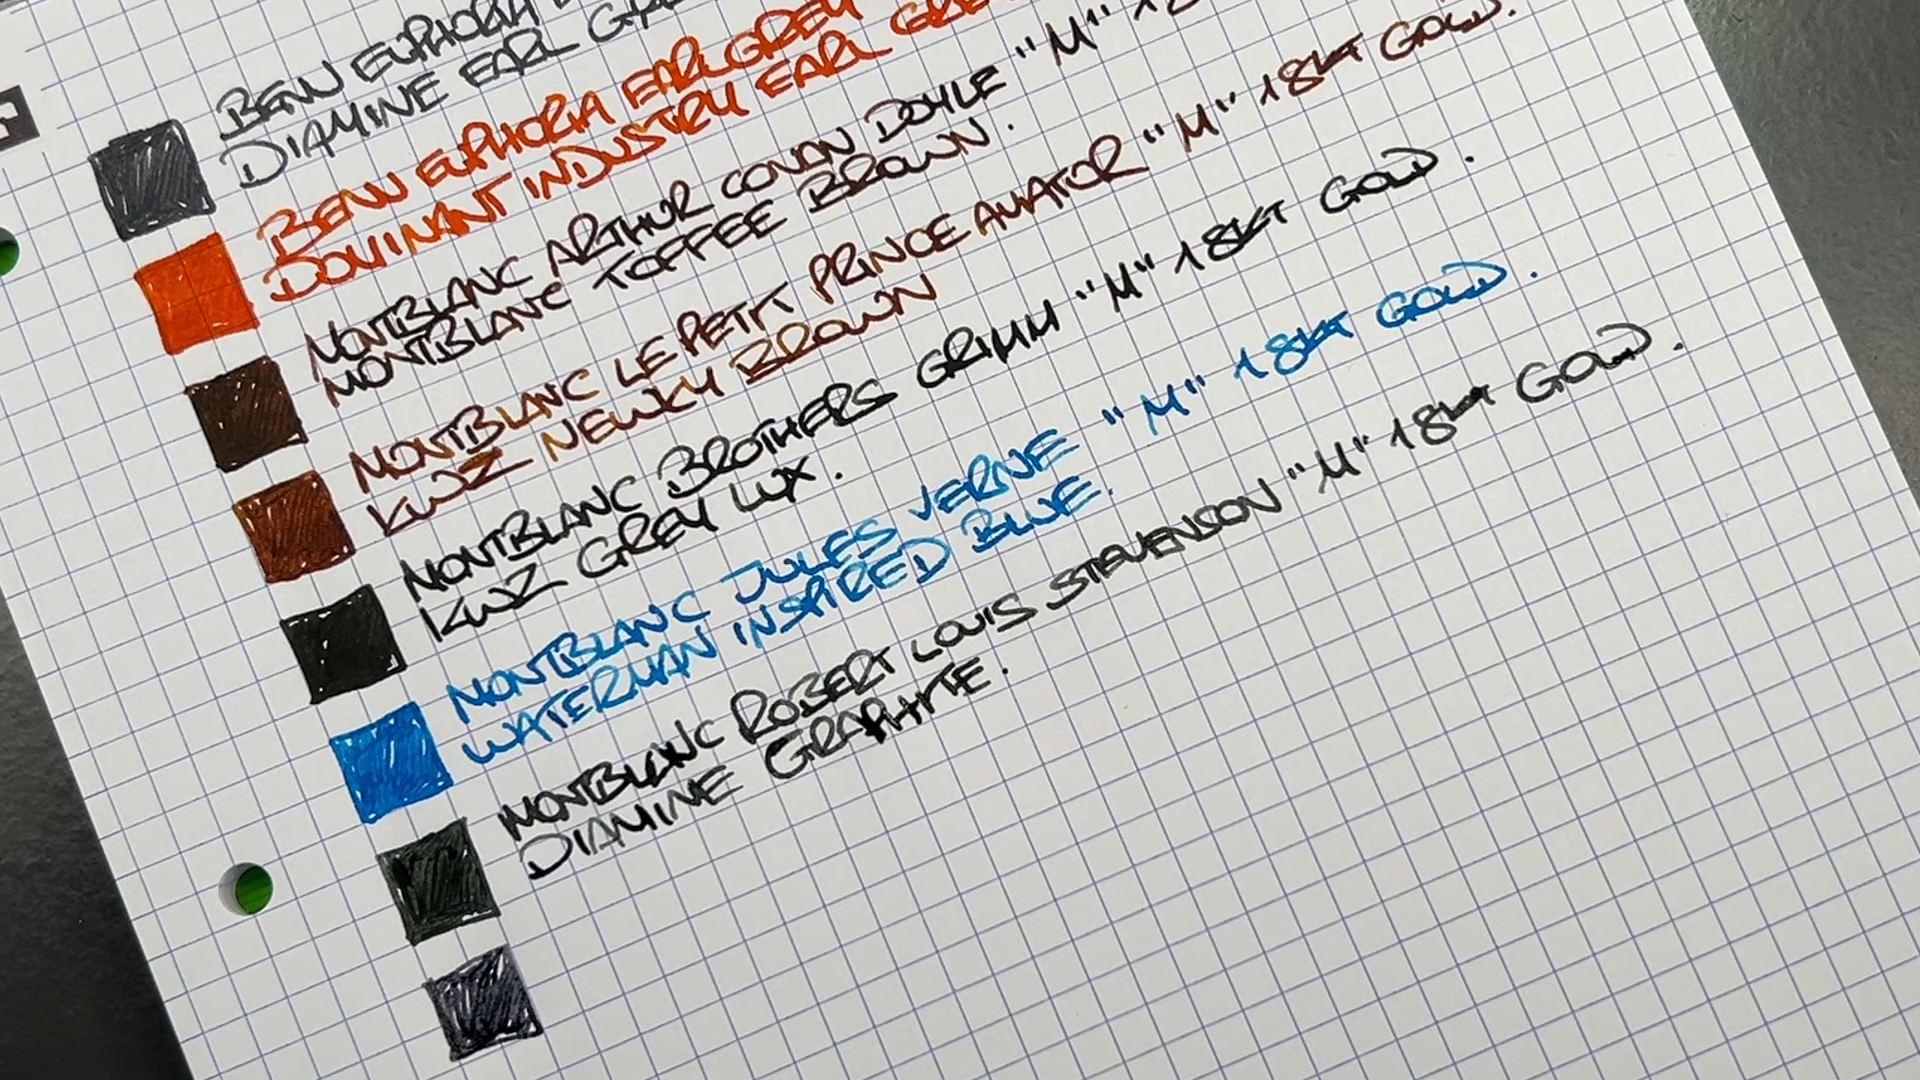 BENU EUPHORIA
DIAMINE EARL
BENU EUPHORIA EARL GREY
DOMINANT INDUSTRY EARL
MONTBLANC ARTHUR CONAN DOYLE "M"
MONTBLANC TOFFEE BROWN.
MONTBLANC LE PETIT PRINCE AVIATOR "M" 18KT GOLD.
KWZ NEWKY BROWN
MONTBLANC BROTHERS GRIMM "M" 18KT GOLD.
KWZ GREY LUX.
MONTBLANC JULES VERNE "M" 18KT GOLD.
WATERMAN INSPIRED BLUE.
MONTBLANC ROBERT LOUIS STEVENSON "M" 18KT GOLD.
DIAMINE GRAPHITE.